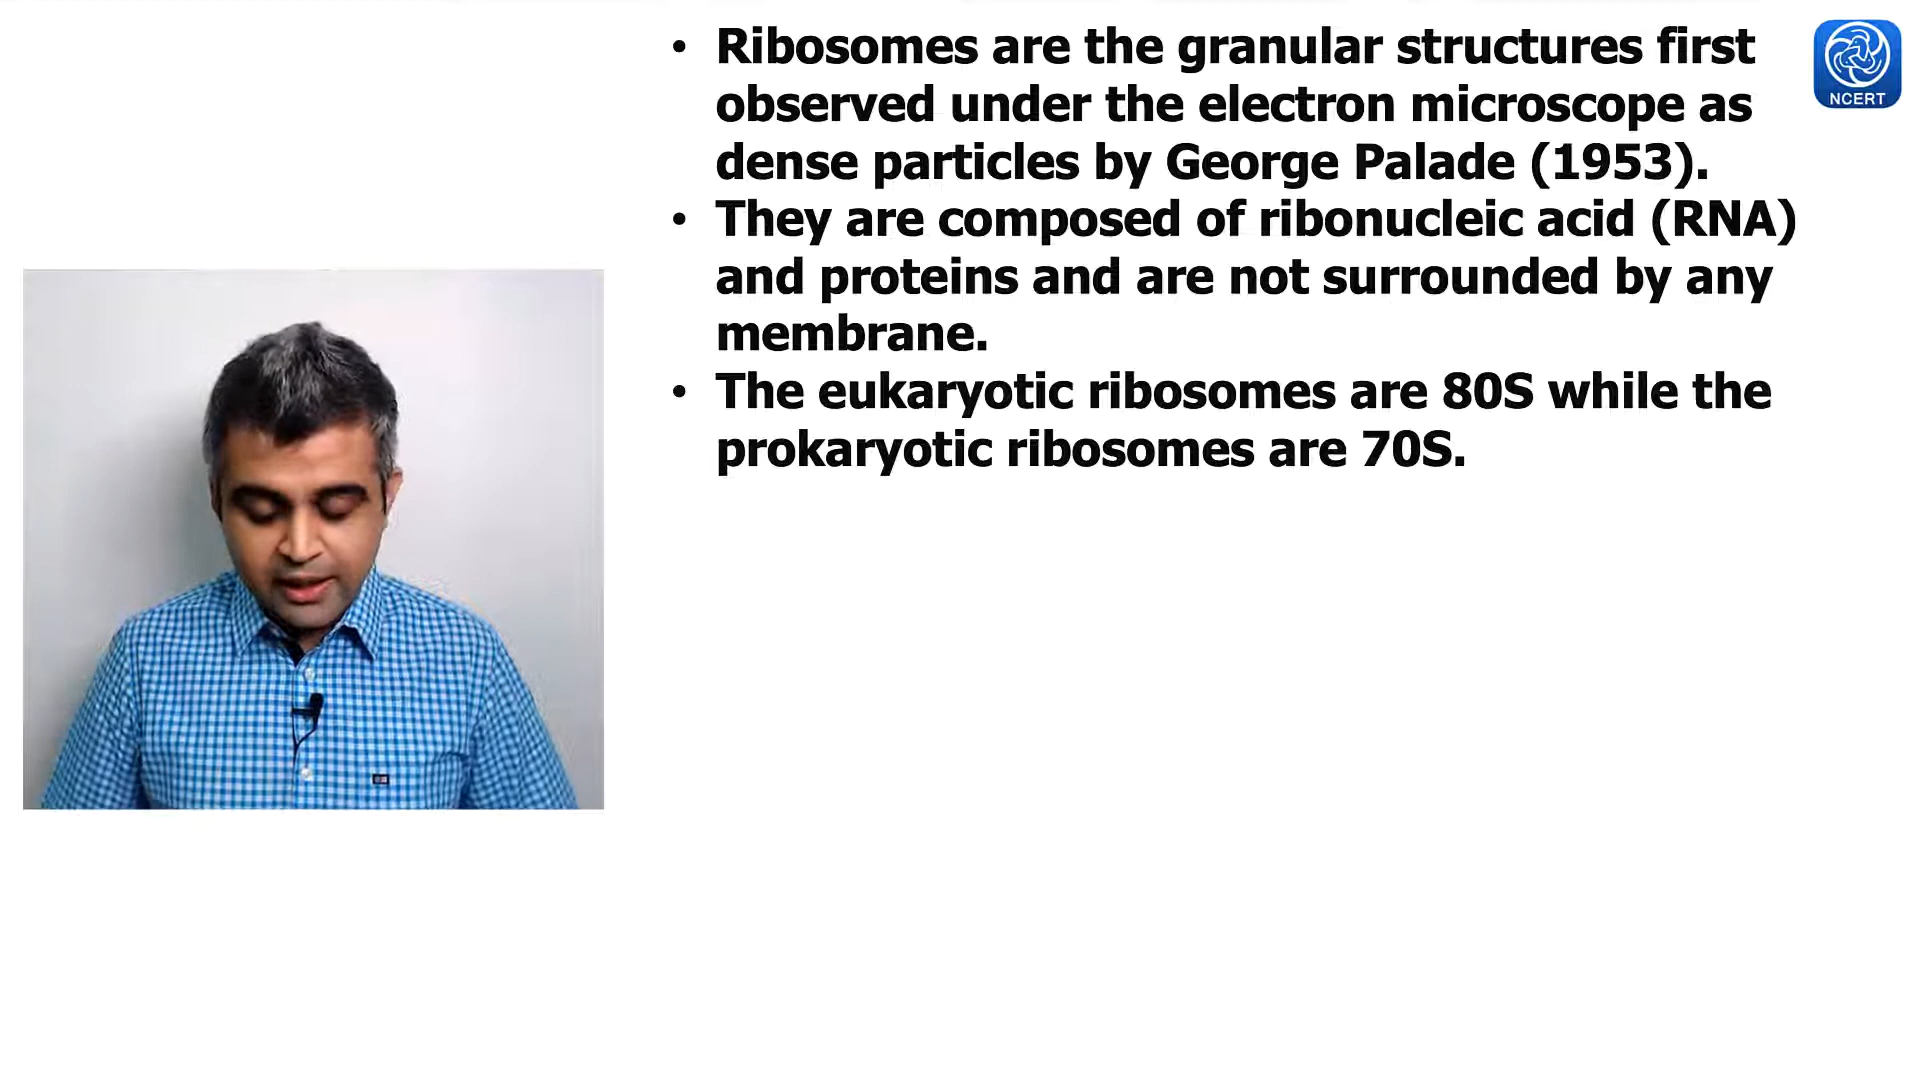 • Ribosomes are the granular structures first
observed under the electron microscope as
dense particles by George Palade (1953).
• They are composed of ribonucleic acid (RNA)
and proteins and are not surrounded by any
membrane.
• The eukaryotic ribosomes are 80S while the
prokaryotic ribosomes are 70S.
NCERT